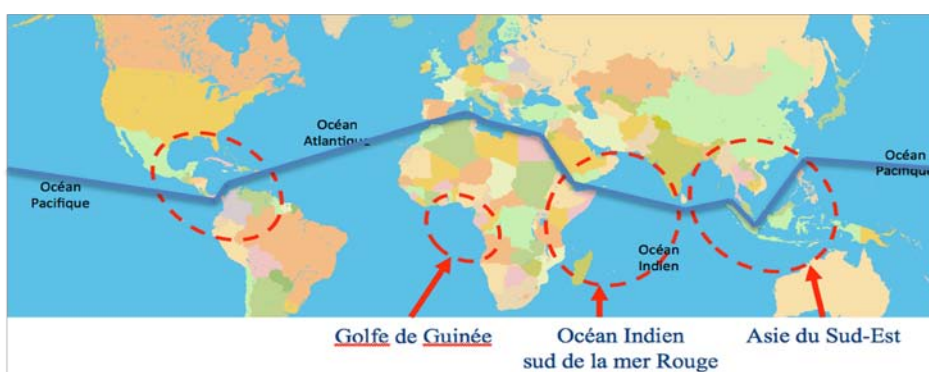 Océan
Atlantique
Océan
Pacifique
Océan
Pacifique
Océan
Indien
Golfe de Guinée
Océan Indien
sud de la mer Rouge
Asie du Sud-Est